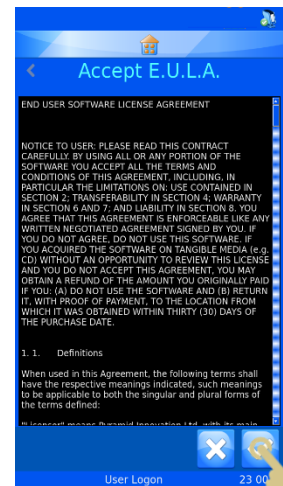 Accept E.U.L.A.
END USER SOFTWARE LICENSE AGREEMENT
NOTICE TO USER: PLEASE READ THIS CONTRACT
CAREFULLY. BY USING ALL OR ANY PORTION OF THE
SOFTWARE YOU ACCEPT ALL THE TERMS AND
CONDITIONS OF THIS AGREEMENT, INCLUDING, IN
PARTICULAR THE LIMITATIONS ON: USE CONTAINED IN
SECTION 2; TRANSFERABILITY IN SECTION 4; WARRANTY
IN SECTION 6 AND 7; AND LIABILITY IN SECTION 8. YOU
AGREE THAT THIS AGREEMENT IS ENFORCEABLE LIKE ANY
WRITTEN NEGOTIATED AGREEMENT SIGNED BY YOU. IF
YOU DO NOT AGREE, DO NOT USE THIS SOFTWARE. IF
YOU ACQUIRED THE SOFTWARE ON TANGIBLE MEDIA (e.g.
CD) WITHOUT AN OPPORTUNITY TO REVIEW THIS LICENSE
AND YOU DO NOT ACCEPT THIS AGREEMENT, YOU MAY
OBTAIN A REFUND OF THE AMOUNT YOU ORIGINALLY PAID
IF YOU: (A) DO NOT USE THE SOFTWARE AND (B) RETURN
IT, WITH PROOF OF PAYMENT, TO THE LOCATION FROM
WHICH IT WAS OBTAINED WITHIN THIRTY (30) DAYS OF
THE PURCHASE DATE.
1. 1. Definitions
When used in this Agreement, the following terms shall
have the respective meanings indicated, such meanings
to be applicable to both the singular and plural forms of
the terms defined:
"Licensor" means Pyramid Innovation Ltd, with its main
User Logon 23 00